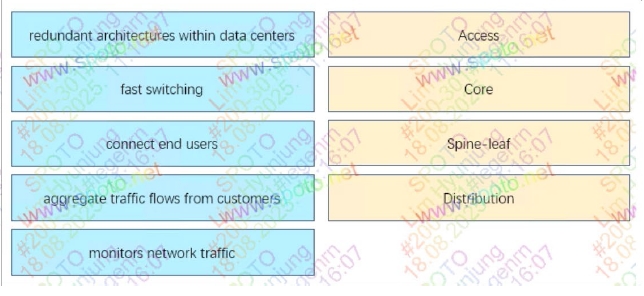 redundant architectures within data centers
Access
fast switching
Core
connect end users
Spine-leaf
aggregate traffic flows from customers
Distribution
monitors network traffic